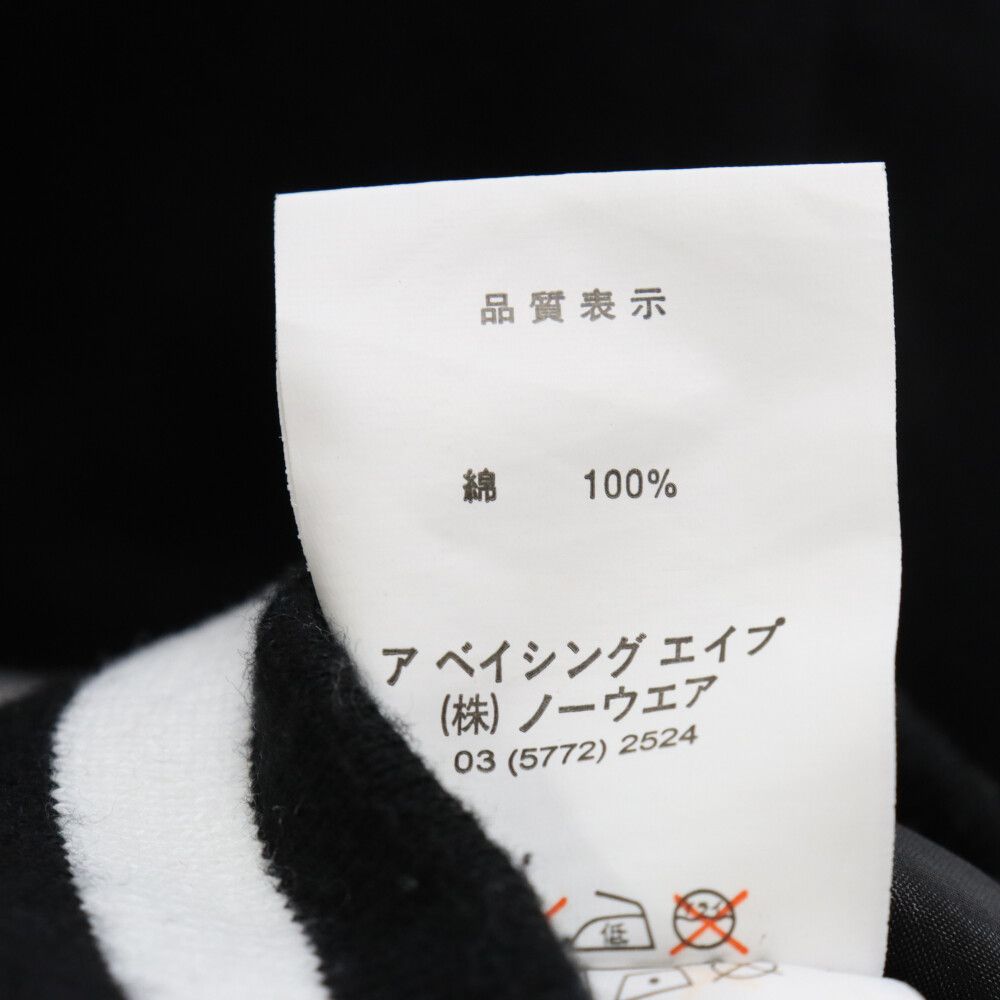 品質表示
綿 100%
ア ベイシング エイプ
(株) ノーウエア
03 (5772) 2524
低